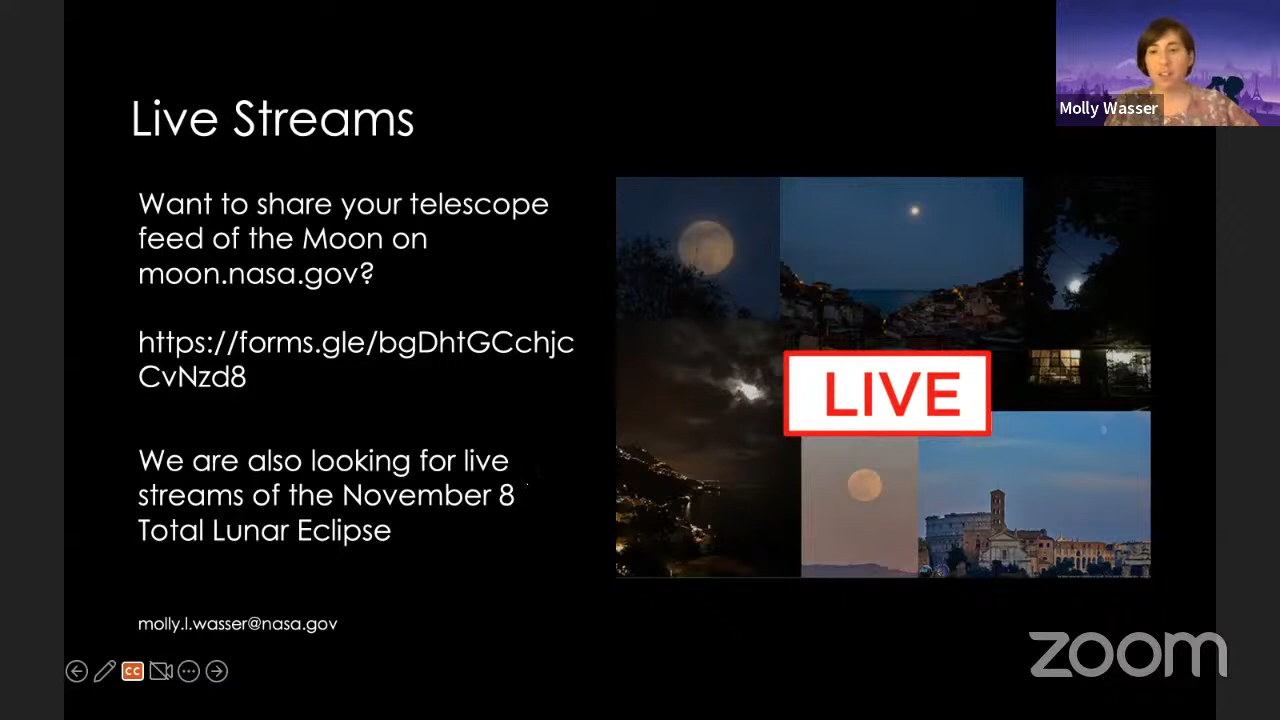 Molly Wasser
Live Streams
Want to share your telescope
feed of the Moon on
moon.nasa.gov?
https://forms.gle/bgDhtGCchjc
CvNzd8
We are also looking for live
streams of the November 8
Total Lunar Eclipse
LIVE
molly.l.wasser@nasa.gov
CC
zoom